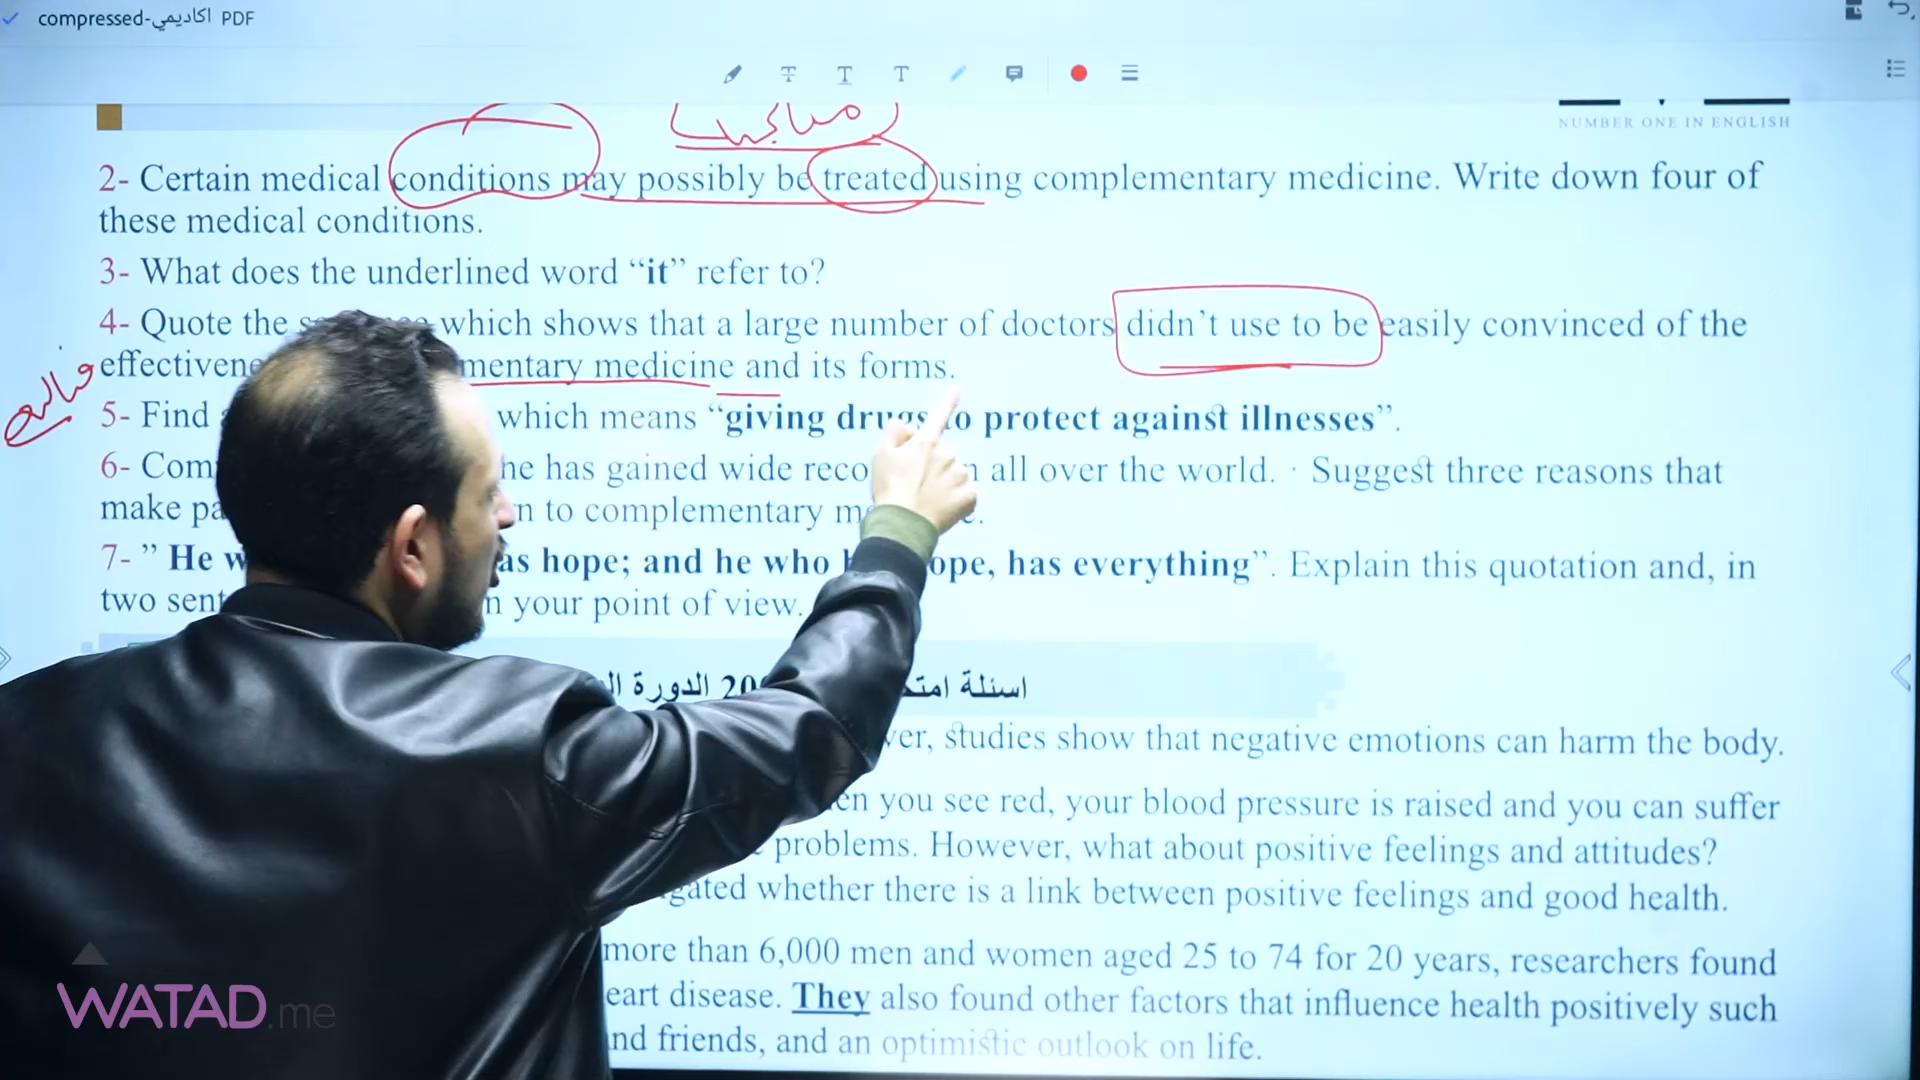 compressed-اكاديمي PDF
NUMBER ONE IN ENGLISH
2- Certain medical conditions may possibly be treated using complementary medicine. Write down four of
these medical conditions.
3- What does the underlined word “it” refer to?
4- Quote the which shows that a large number of doctors didn’t use to be easily convinced of the
mentary medicine and its forms.
5- Find which means “giving drugs to protect against illnesses”.
6- he has gained wide all over the world. · Suggest three reasons that
make n to complementary
7- ” He as hope; and he who has everything”. Explain this quotation and, in
two n your point of view.
اسئلة الدورة
ver, studies show that negative emotions can harm the body.
en you see red, your blood pressure is raised and you can suffer
problems. However, what about positive feelings and attitudes?
gated whether there is a link between positive feelings and good health.
more than 6,000 men and women aged 25 to 74 for 20 years, researchers found
eart disease. They also found other factors that influence health positively such
nd friends, and an optimistic outlook on life.
WATAD.me